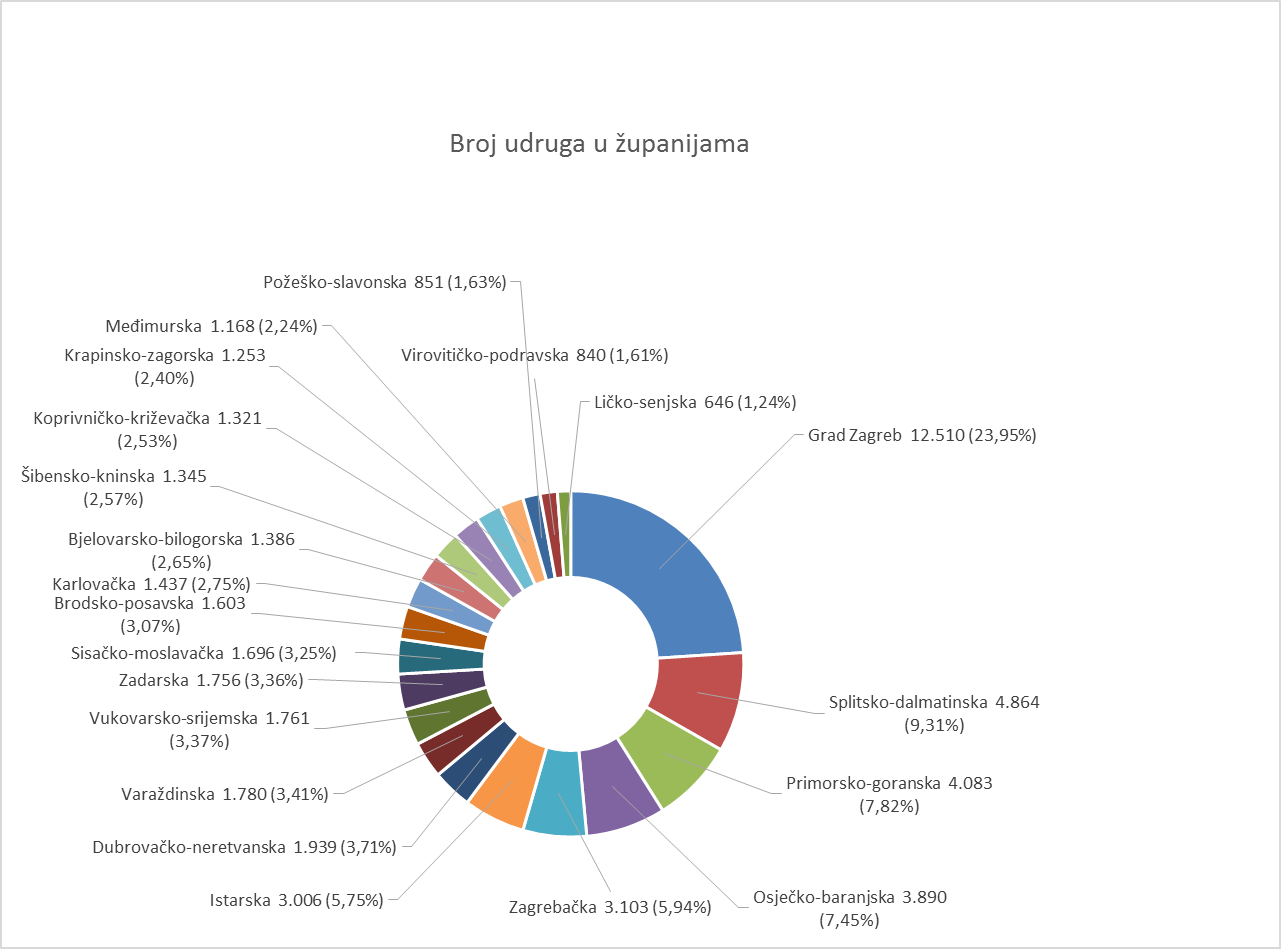 Broj udruga u županijama
Požeško-slavonska 851 (1,63%)
Međimurska 1.168 (2,24%)
Krapinsko-zagorska 1.253
(2,40%)
Virovitičko-podravska 840 (1,61%)
Ličko-senjska 646 (1,24%)
Koprivničko-križevačka 1.321
(2,53%)
Grad Zagreb 12.510 (23,95%)
Šibensko-kninska 1.345
(2,57%)
Bjelovarsko-bilogorska 1.386
(2,65%)
Karlovačka 1.437 (2,75%)
Brodsko-posavska 1.603
(3,07%)
Sisačko-moslavačka 1.696 (3,25%)
Zadarska 1.756 (3,36%)
Vukovarsko-srijemska 1.761
(3,37%)
Splitsko-dalmatinska 4.864
(9,31%)
Primorsko-goranska 4.083
(7,82%)
Varaždinska 1.780 (3,41%)
Dubrovačko-neretvanska 1.939 (3,71%)
Istarska 3.006 (5,75%)
Zagrebačka 3.103 (5,94%)
Osječko-baranjska 3.890
(7,45%)